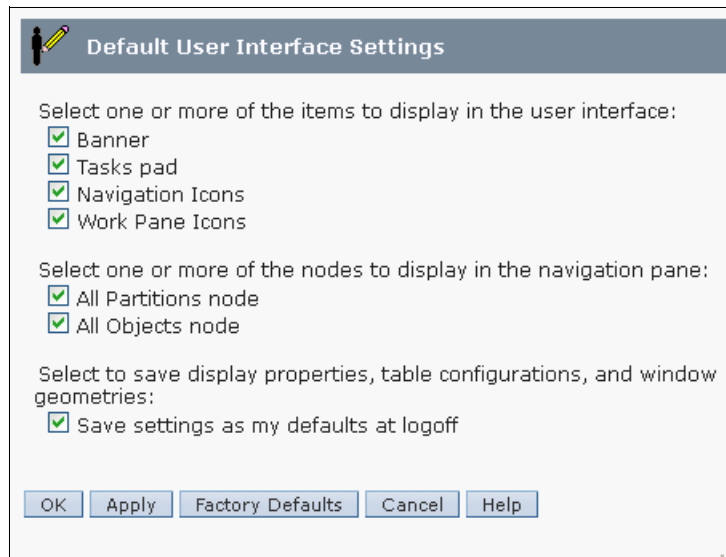 Default User Interface Settings
Select one or more of the items to display in the user interface:
Banner
Tasks pad
Navigation Icons
Work Pane Icons
Select one or more of the nodes to display in the navigation pane:
All Partitions node
All Objects node
Select to save display properties, table configurations, and window
geometries:
Save settings as my defaults at logoff
OK Apply Factory Defaults Cancel Help